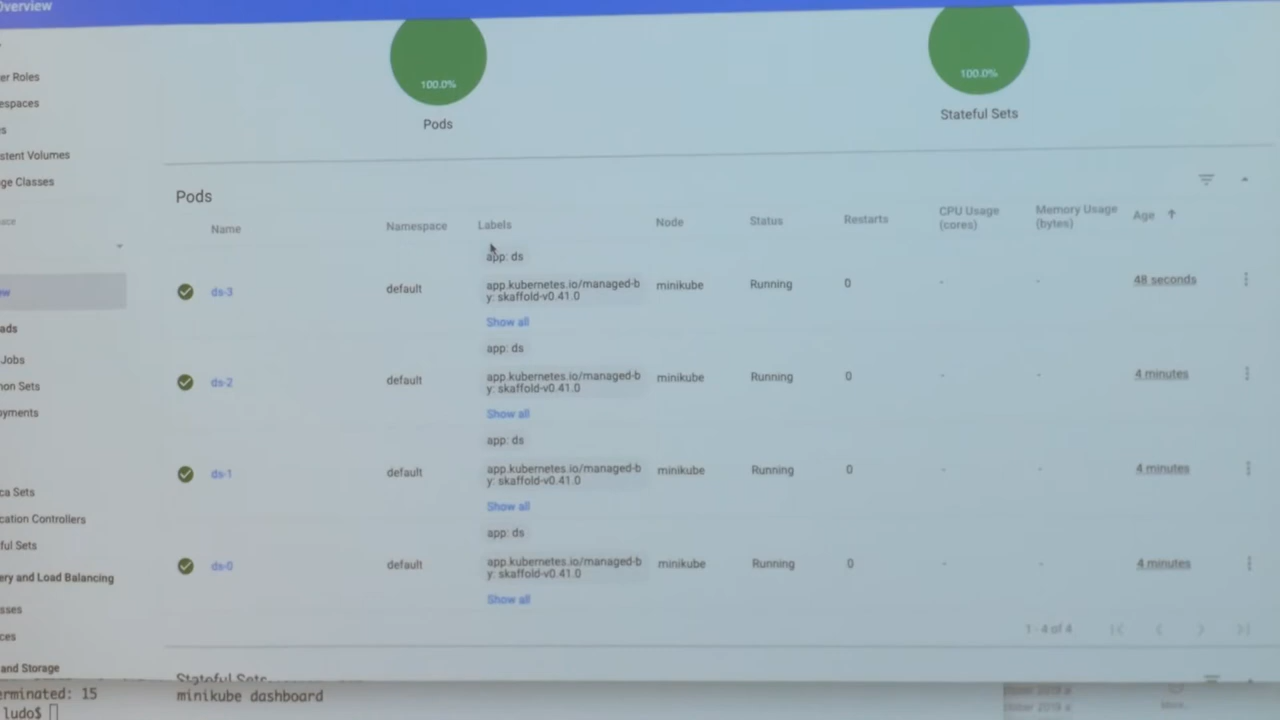 Overview
100.0%
100.0%
Pods
Stateful Sets
er Roles
espaces
s
stent Volumes
ge Classes
ace
w
ads
Jobs
non Sets
oyments
ca Sets
cation Controllers
ful Sets
ery and Load Balancing
sses
ces
and Storage
Pods
Name
Namespace
Labels
Node
Status
Restarts
CPU Usage
(cores)
Memory Usage
(bytes)
Age
app: ds
ds-3
default
app.kubernetes.io/managed-b
y: skaffold-v0.41.0
minikube
Running
0
-
-
48 seconds
Show all
app: ds
ds-2
default
app.kubernetes.io/managed-b
y: skaffold-v0.41.0
minikube
Running
0
-
-
4 minutes
Show all
app: ds
ds-1
default
app.kubernetes.io/managed-b
y: skaffold-v0.41.0
minikube
Running
0
-
-
4 minutes
Show all
app: ds
ds-0
default
app.kubernetes.io/managed-b
y: skaffold-v0.41.0
minikube
Running
0
-
-
4 minutes
Show all
1 - 4 of 4
Stateful Sets
erminated: 15
minikube dashboard
ludo$